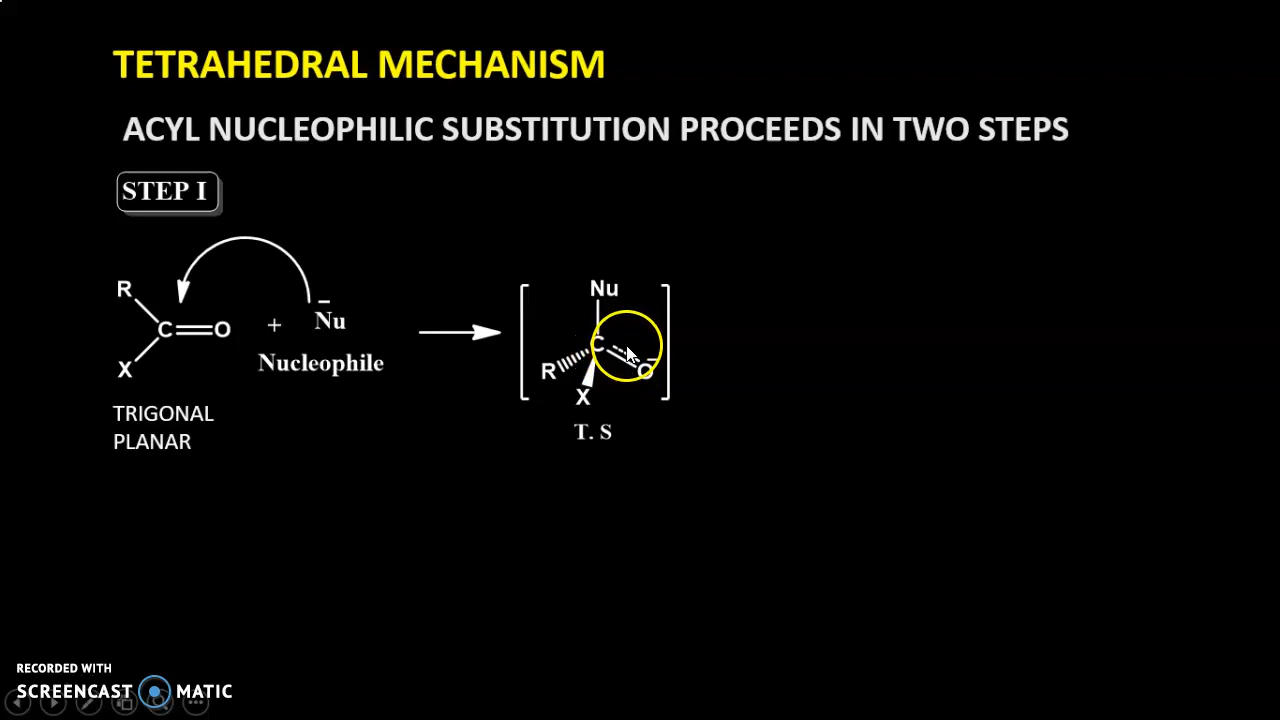 TETRAHEDRAL MECHANISM
ACYL NUCLEOPHILIC SUBSTITUTION PROCEEDS IN TWO STEPS
STEP I
R
C=O
X
+
Nu
Nucleophile
TRIGONAL
PLANAR
Nu
C
R
O
X
T. S
RECORDED WITH
SCREENCAST MATIC